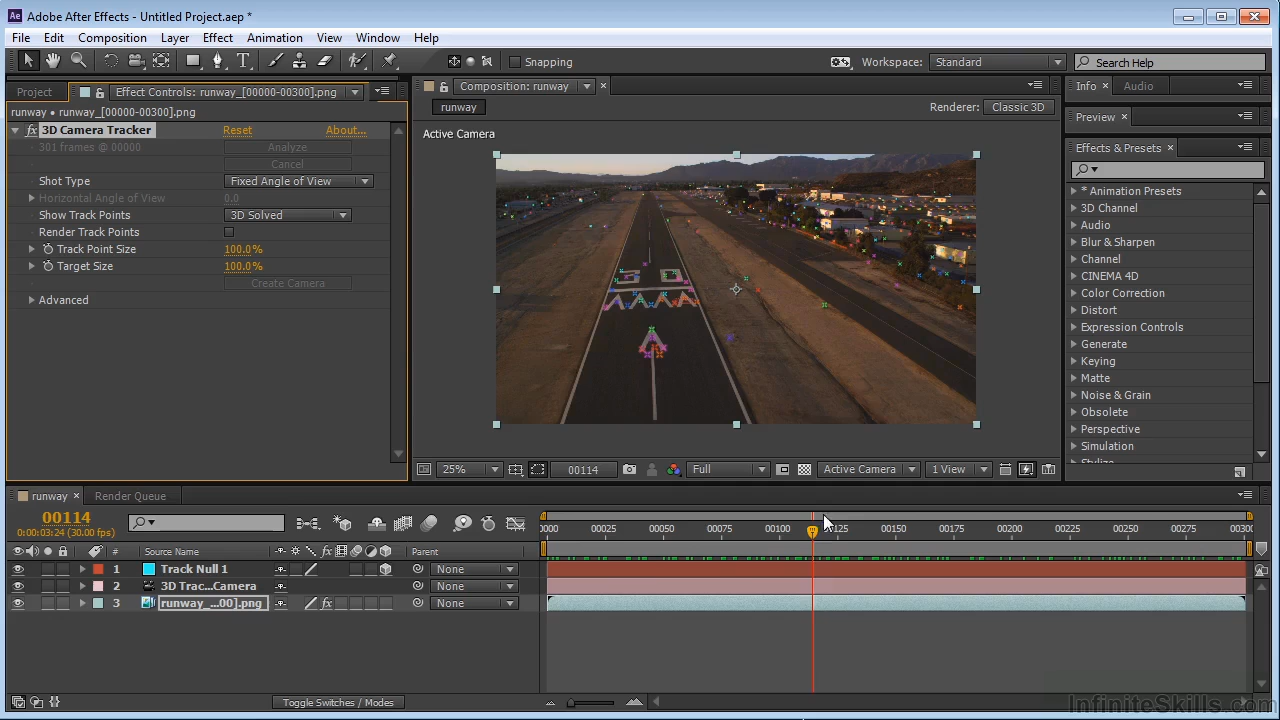 Ae Adobe After Effects - Untitled Project.aep *
File Edit Composition Layer Effect Animation View Window Help
Snapping Workspace: Standard Search Help
Project Effect Controls: runway_[00000-00300].png
runway • runway_[00000-00300].png
fx 3D Camera Tracker Reset About...
301 frames @ 00000 Analyze
Cancel
Shot Type Fixed Angle of View
Horizontal Angle of View 0.0
Show Track Points 3D Solved
Render Track Points
Track Point Size 100.0%
Target Size 100.0%
Create Camera
Advanced
Composition: runway
runway
Renderer: Classic 3D
Active Camera
50
25% 00114 Full Active Camera 1 View
Info Audio
Preview
Effects & Presets
* Animation Presets
3D Channel
Audio
Blur & Sharpen
Channel
CINEMA 4D
Color Correction
Distort
Expression Controls
Generate
Keying
Matte
Noise & Grain
Obsolete
Perspective
Simulation
Stylize
runway Render Queue
00114
0:00:03:24 (30.00 fps)
0000 00025 00050 00075 00100 00125 00150 00175 00200 00225 00250 00275 00300
# Source Name fx Parent
1 Track Null 1 None
2 3D Trac...Camera None
3 runway_...00].png fx None
Toggle Switches / Modes
InfiniteSkills.com